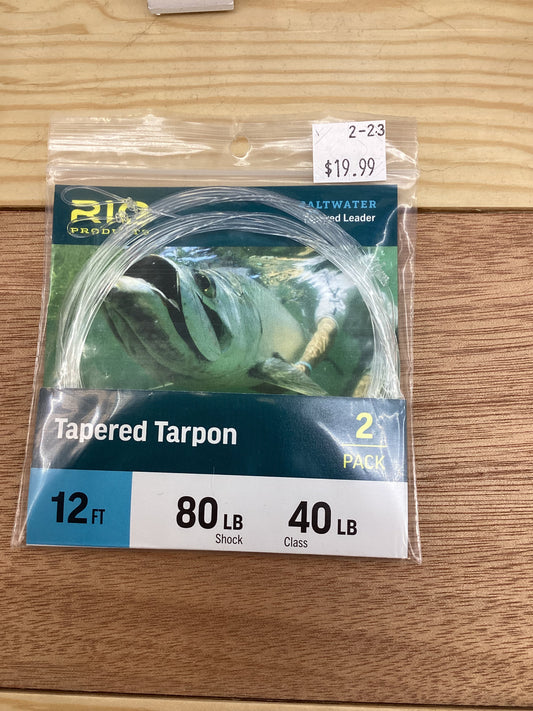 2-23
$19.99
RIO
PRODUCTS
SALTWATER
Tapered Leader
Tapered Tarpon
2
PACK
12 FT
80 LB
Shock
40 LB
Class